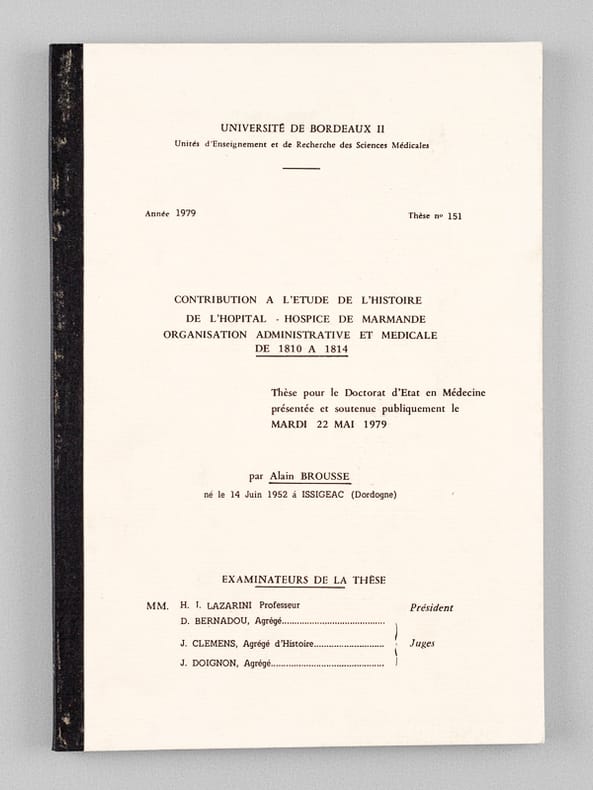 UNIVERSITÉ DE BORDEAUX II
Unités d'Enseignement et de Recherche des Sciences Médicales
Année 1979 Thèse nº 151
CONTRIBUTION A L'ETUDE DE L'HISTOIRE
DE L'HOPITAL - HOSPICE DE MARMANDE
ORGANISATION ADMINISTRATIVE ET MEDICALE
DE 1810 A 1814
Thèse pour le Doctorat d'Etat en Médecine
présentée et soutenue publiquement le
MARDI 22 MAI 1979
par Alain BROUSSE
né le 14 Juin 1952 á ISSIGEAC (Dordogne)
EXAMINATEURS DE LA THÈSE
MM. H. I. LAZARINI Professeur Président
D. BERNADOU, Agrégé
J. CLEMENS, Agrégé d'Histoire Juges
J. DOIGNON, Agrégé